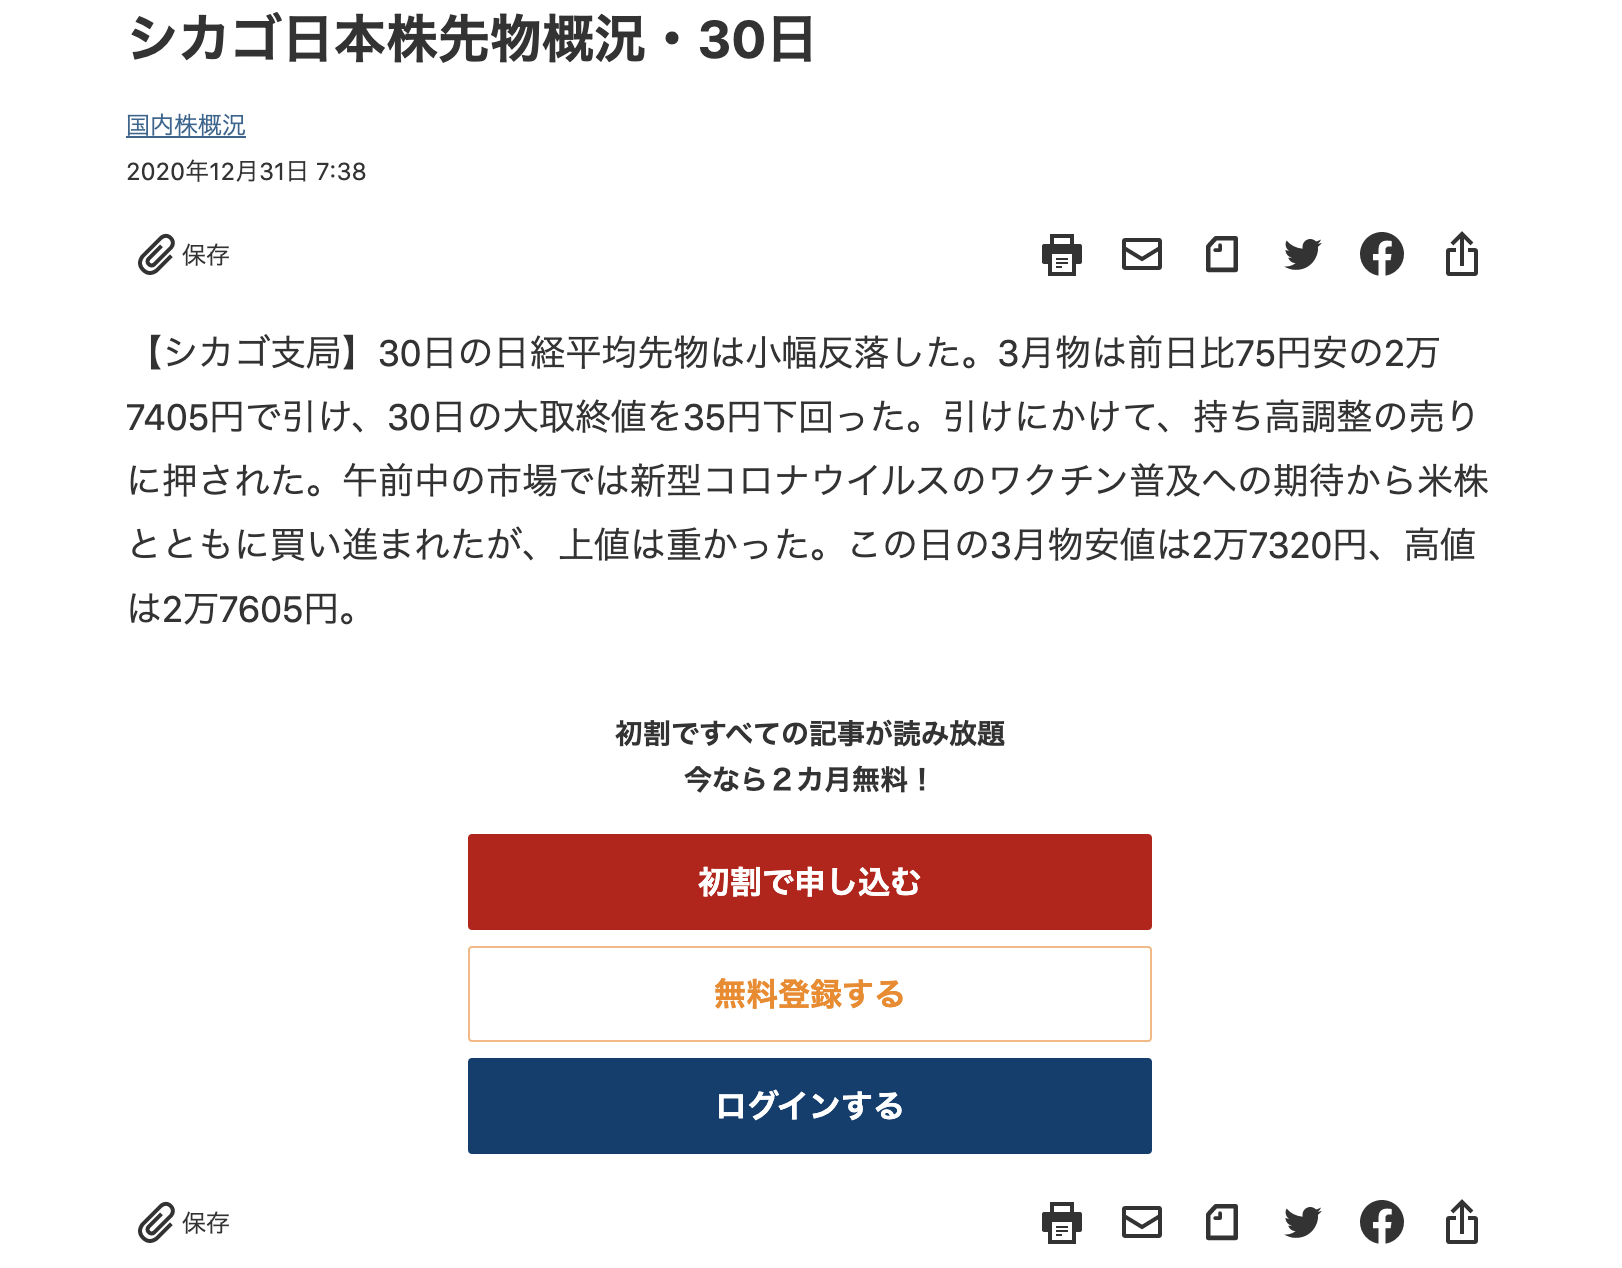 シカゴ日本株先物概況・30日
国内株概況
2020年12月31日 7:38
保存
【シカゴ支局】30日の日経平均先物は小幅反落した。3月物は前日比75円安の2万
7405円で引け、30日の大取終値を35円下回った。引けにかけて、持ち高調整の売り
に押された。午前中の市場では新型コロナウイルスのワクチン普及への期待から米株
とともに買い進まれたが、上値は重かった。この日の3月物安値は2万7320円、高値
は2万7605円。
初割ですべての記事が読み放題
今なら２カ月無料！
初割で申し込む
無料登録する
ログインする
保存